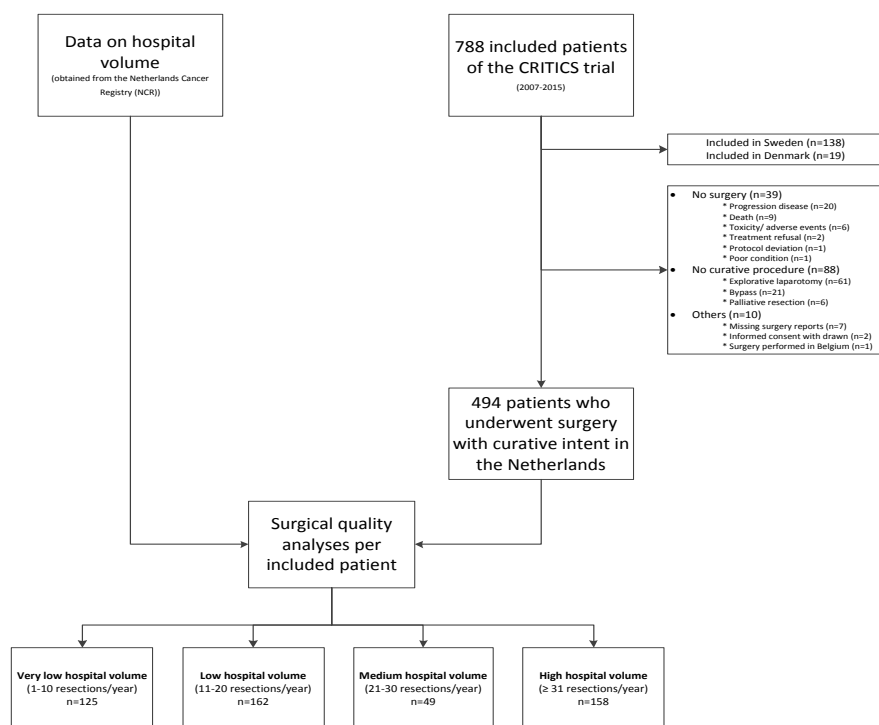 Data on hospital
volume
(obtained from the Netherlands Cancer
Registry (NCR))
788 included patients
of the CRITICS trial
(2007-2015)
Included in Sweden (n=138)
Included in Denmark (n=19)
• No surgery (n=39)
* Progression disease (n=20)
* Death (n=9)
* Toxicity/ adverse events (n=6)
* Treatment refusal (n=2)
* Protocol deviation (n=1)
* Poor condition (n=1)
• No curative procedure (n=88)
* Explorative laparotomy (n=61)
* Bypass (n=21)
* Palliative resection (n=6)
• Others (n=10)
* Missing surgery reports (n=7)
* Informed consent with drawn (n=2)
* Surgery performed in Belgium (n=1)
494 patients who
underwent surgery
with curative intent in
the Netherlands
Surgical quality
analyses per
included patient
Very low hospital volume
(1-10 resections/year)
n=125
Low hospital volume
(11-20 resections/year)
n=162
Medium hospital volume
(21-30 resections/year)
n=49
High hospital volume
(≥ 31 resections/year)
n=158